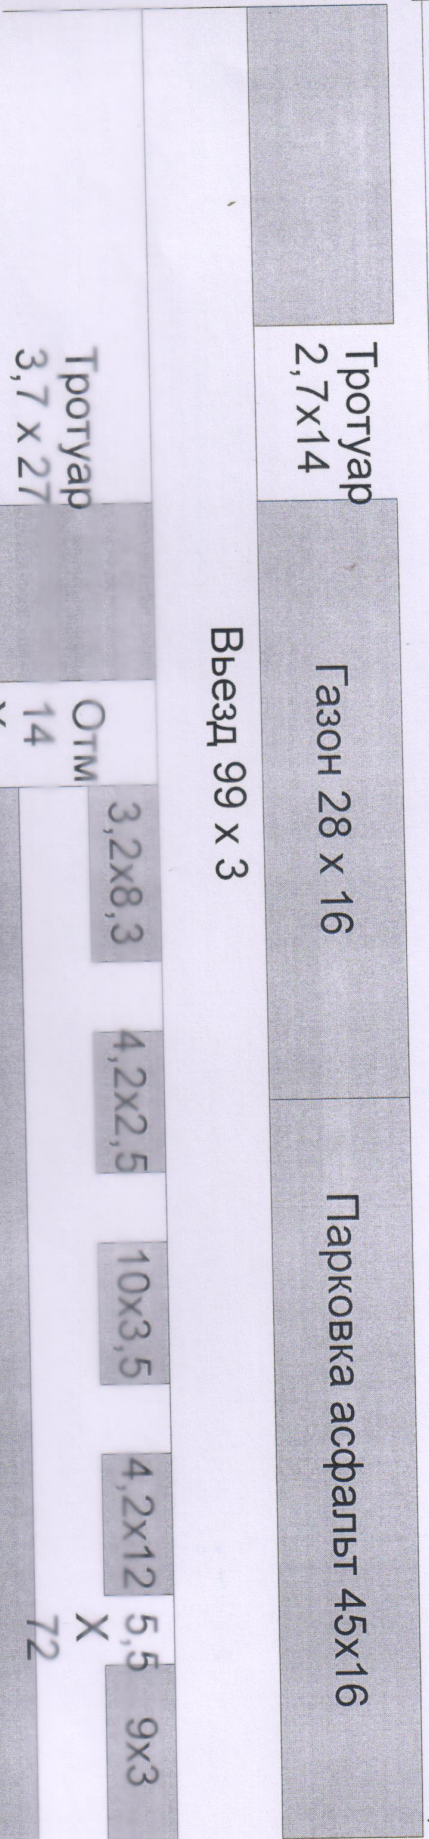 Тротуар
2,7х14
Газон 28 х 16
Парковка асфальт 45х16
Вьезд 99 х 3
Тротуар
3,7 х 27
Отм
14
3,2х8,3
4,2х2,5
10х3,5
4,2х12
5,5
Х
72
9х3